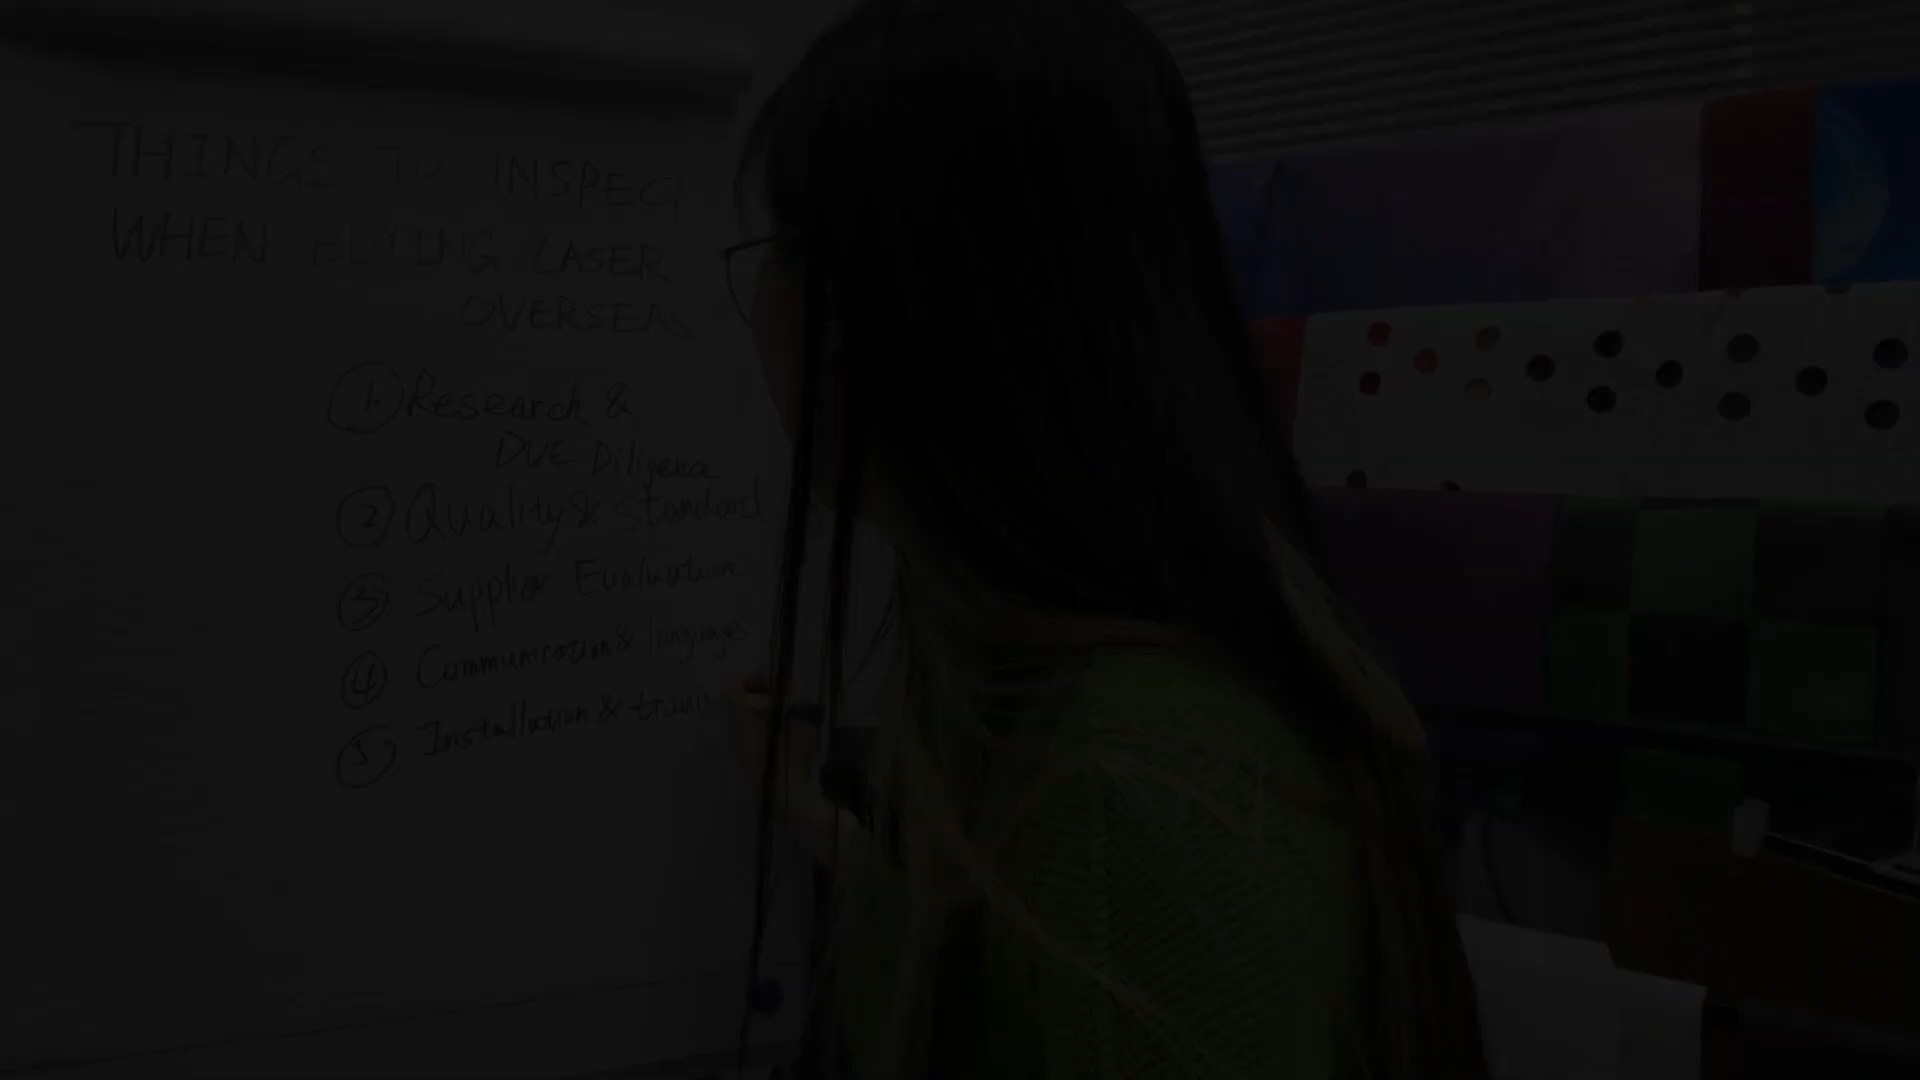 THINGS TO INSPECT
WHEN BUYING LASER
OVERSEAS
① Research &
DUE Diligence
② Quality & Standard
③ Supplier Evaluation
④ Communication & language
⑤ Installation &